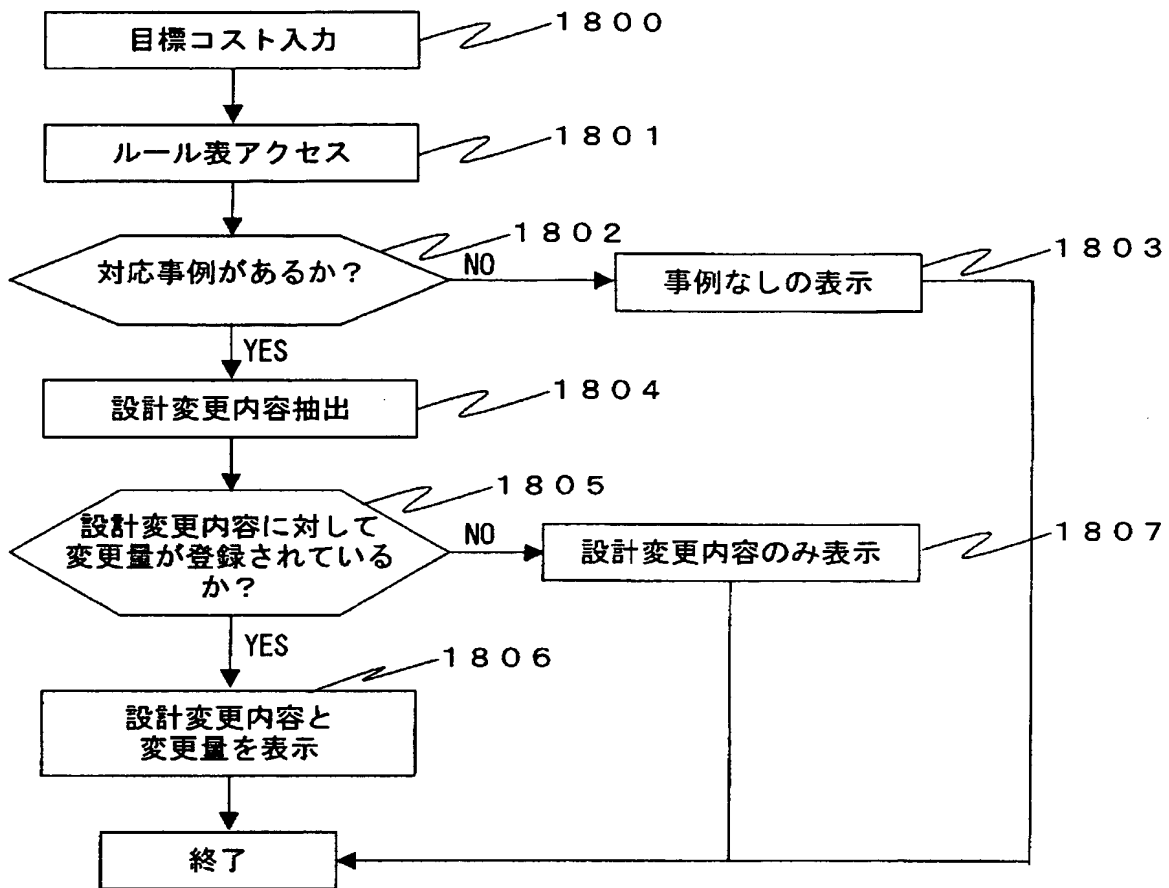 目標コスト入力
1800
ルール表アクセス
1801
対応事例があるか？
1802
NO
事例なしの表示
1803
YES
設計変更内容抽出
1804
設計変更内容に対して
変更量が登録されている
か？
1805
NO
設計変更内容のみ表示
1807
YES
設計変更内容と
変更量を表示
1806
終了